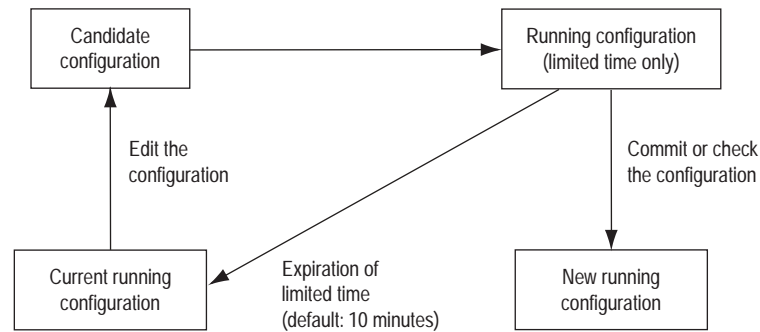 Candidate
configuration
Running configuration
(limited time only)
Edit the
configuration
Commit or check
the configuration
Current running
configuration
Expiration of
limited time
(default: 10 minutes)
New running
configuration